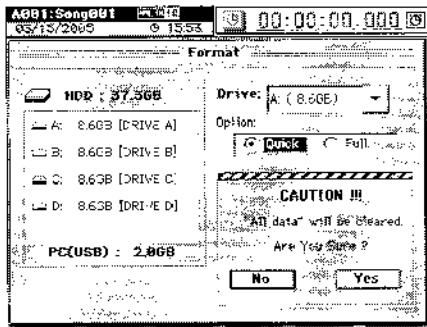 A001:Song001
03/15/2005 15:53
00:00:00.000
Format
HDD : 37.5GB
A: 8.6GB [DRIVE A]
B: 8.6GB [DRIVE B]
C: 8.6GB [DRIVE C]
D: 8.6GB [DRIVE D]
PC(USB) : 2.0GB
Drive: A: ( 8.6GB )
Option:
Quick Full
CAUTION !!!
"All data" will be cleared.
Are You Sure ?
No Yes